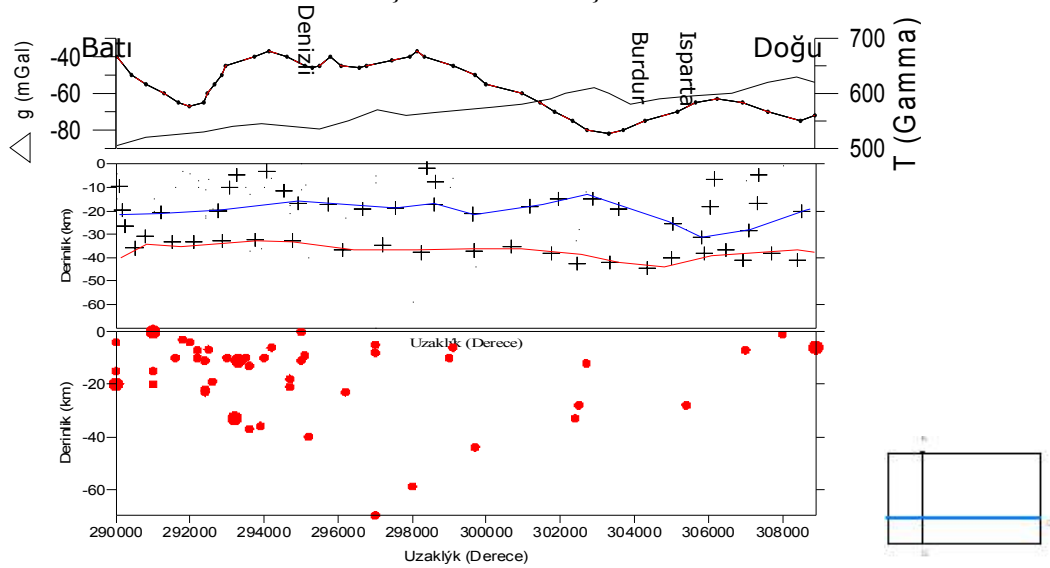 Batı
Denizli
Burdur
Isparta
Doğu
△ g (mGal)
-40
-60
-80
700
650
600
550
500
T (Gamma)
0
-10
-20
-30
-40
-50
-60
Derinlik (km)
Uzaklık (Derece)
0
-20
-40
-60
Derinlik (km)
290000 292000 294000 296000 298000 300000 302000 304000 306000 308000
Uzaklýk (Derece)